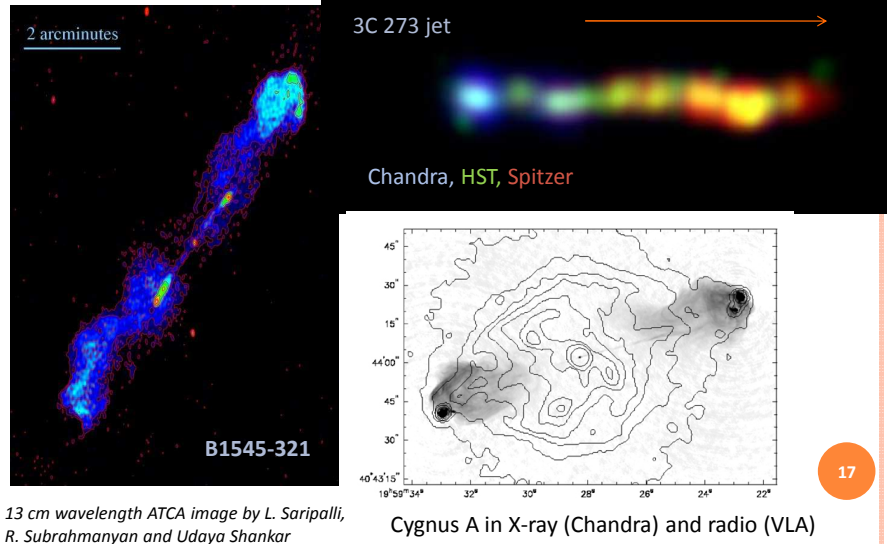 2 arcminutes
B1545-321
13 cm wavelength ATCA image by L. Saripalli,
R. Subrahmanyan and Udaya Shankar
3C 273 jet
Chandra, HST, Spitzer
45"
30"
15"
44'00"
45"
30"
40°43'15"
19ʰ59ᵐ34ˢ
32ˢ
30ˢ
28ˢ
26ˢ
24ˢ
22ˢ
Cygnus A in X-ray (Chandra) and radio (VLA)
17